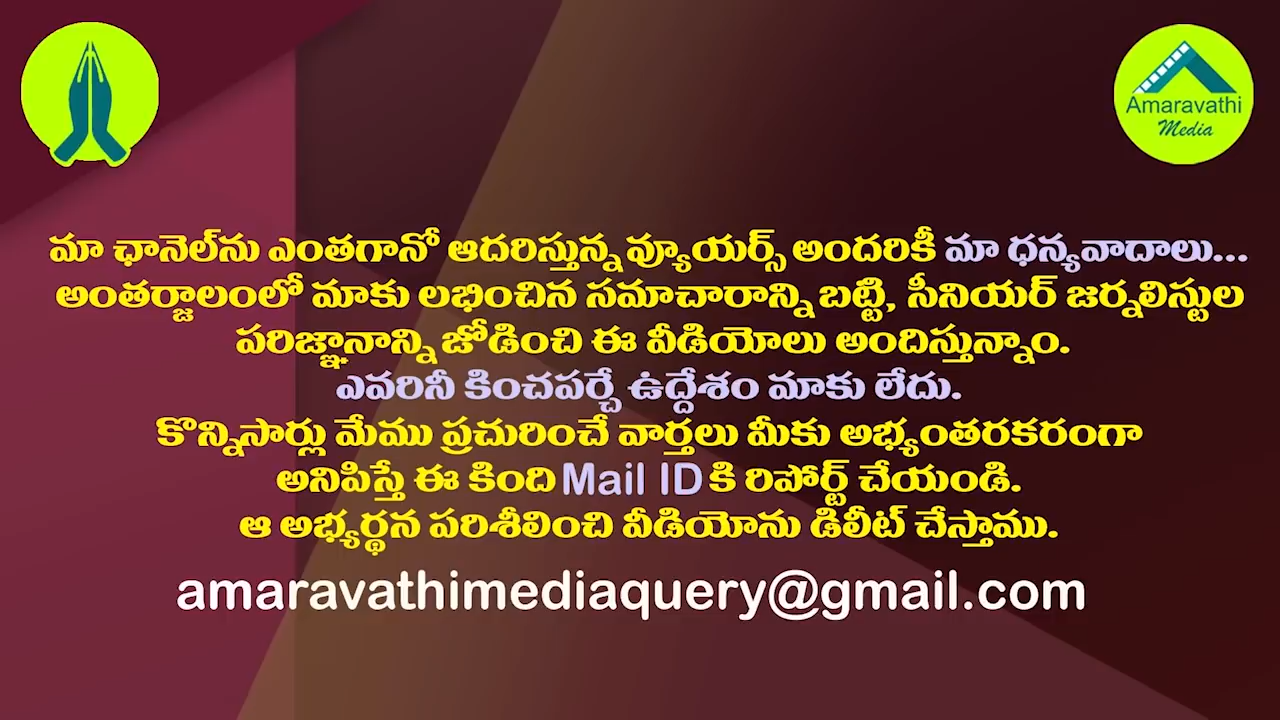 Amaravathi
Media
మా ఛానెల్‌ను ఎంతగానో ఆదరిస్తున్న వ్యూయర్స్ అందరికీ మా ధన్యవాదాలు...
అంతర్జాలంలో మాకు లభించిన సమాచారాన్ని బట్టి, సీనియర్ జర్నలిస్టుల
పరిజ్ఞానాన్ని జోడించి ఈ వీడియోలు అందిస్తున్నాం.
ఎవరినీ కించపర్చే ఉద్దేశం మాకు లేదు.
కొన్నిసార్లు మేము ప్రచురించే వార్తలు మీకు అభ్యంతరకరంగా
అనిపిస్తే ఈ కింది Mail ID కి రిపోర్ట్ చేయండి.
ఆ అభ్యర్థన పరిశీలించి వీడియోను డిలీట్ చేస్తాము.
amaravathimediaquery@gmail.com